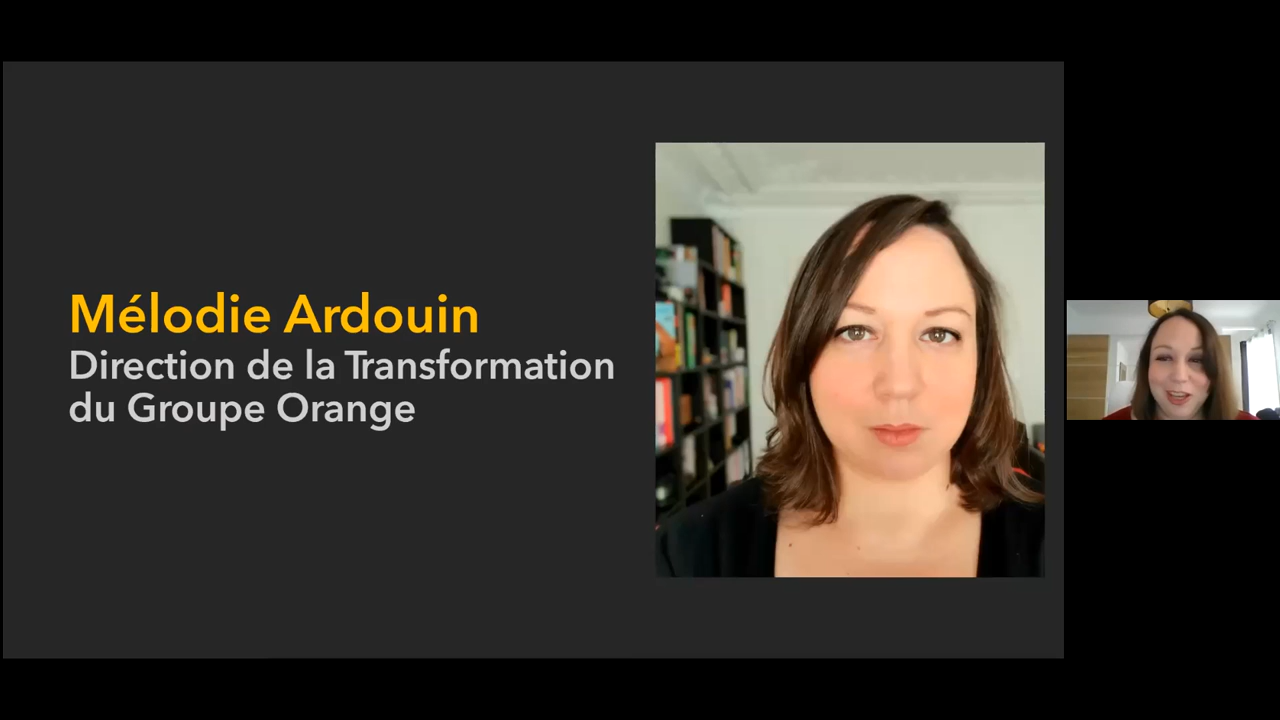 Mélodie Ardouin
Direction de la Transformation
du Groupe Orange